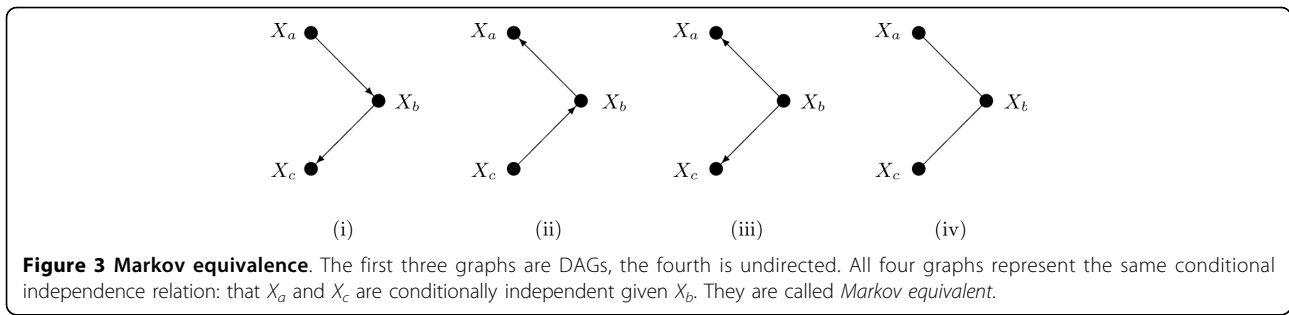 X_a X_a X_a X_a
X_b X_b X_b X_t
X_c X_c X_c X_c
(i) (ii) (iii) (iv)
Figure 3 Markov equivalence. The first three graphs are DAGs, the fourth is undirected. All four graphs represent the same conditional
independence relation: that X_a and X_c are conditionally independent given X_b. They are called Markov equivalent.